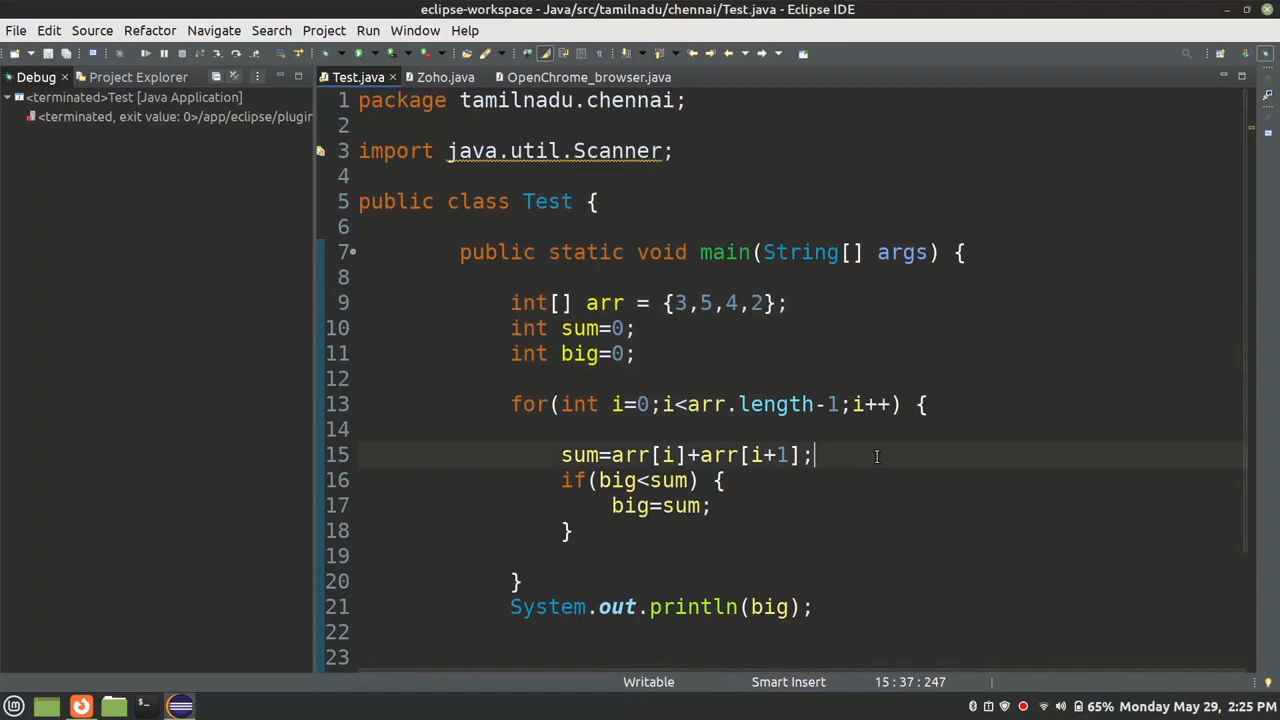 eclipse-workspace - Java/src/tamilnadu/chennai/Test.java - Eclipse IDE
File Edit Source Refactor Navigate Search Project Run Window Help
Debug Project Explorer Test.java Zoho.java OpenChrome_browser.java
<terminated>Test [Java Application]
<terminated, exit value: 0>/app/eclipse/plugin
1 package tamilnadu.chennai;
2
3 import java.util.Scanner;
4
5 public class Test {
6
7 public static void main(String[] args) {
8
9 int[] arr = {3,5,4,2};
10 int sum=0;
11 int big=0;
12
13 for(int i=0;i<arr.length-1;i++) {
14
15 sum=arr[i]+arr[i+1];
16 if(big<sum) {
17 big=sum;
18 }
19
20 }
21 System.out.println(big);
22
23
Writable Smart Insert 15 : 37 : 247
65% Monday May 29, 2:25 PM